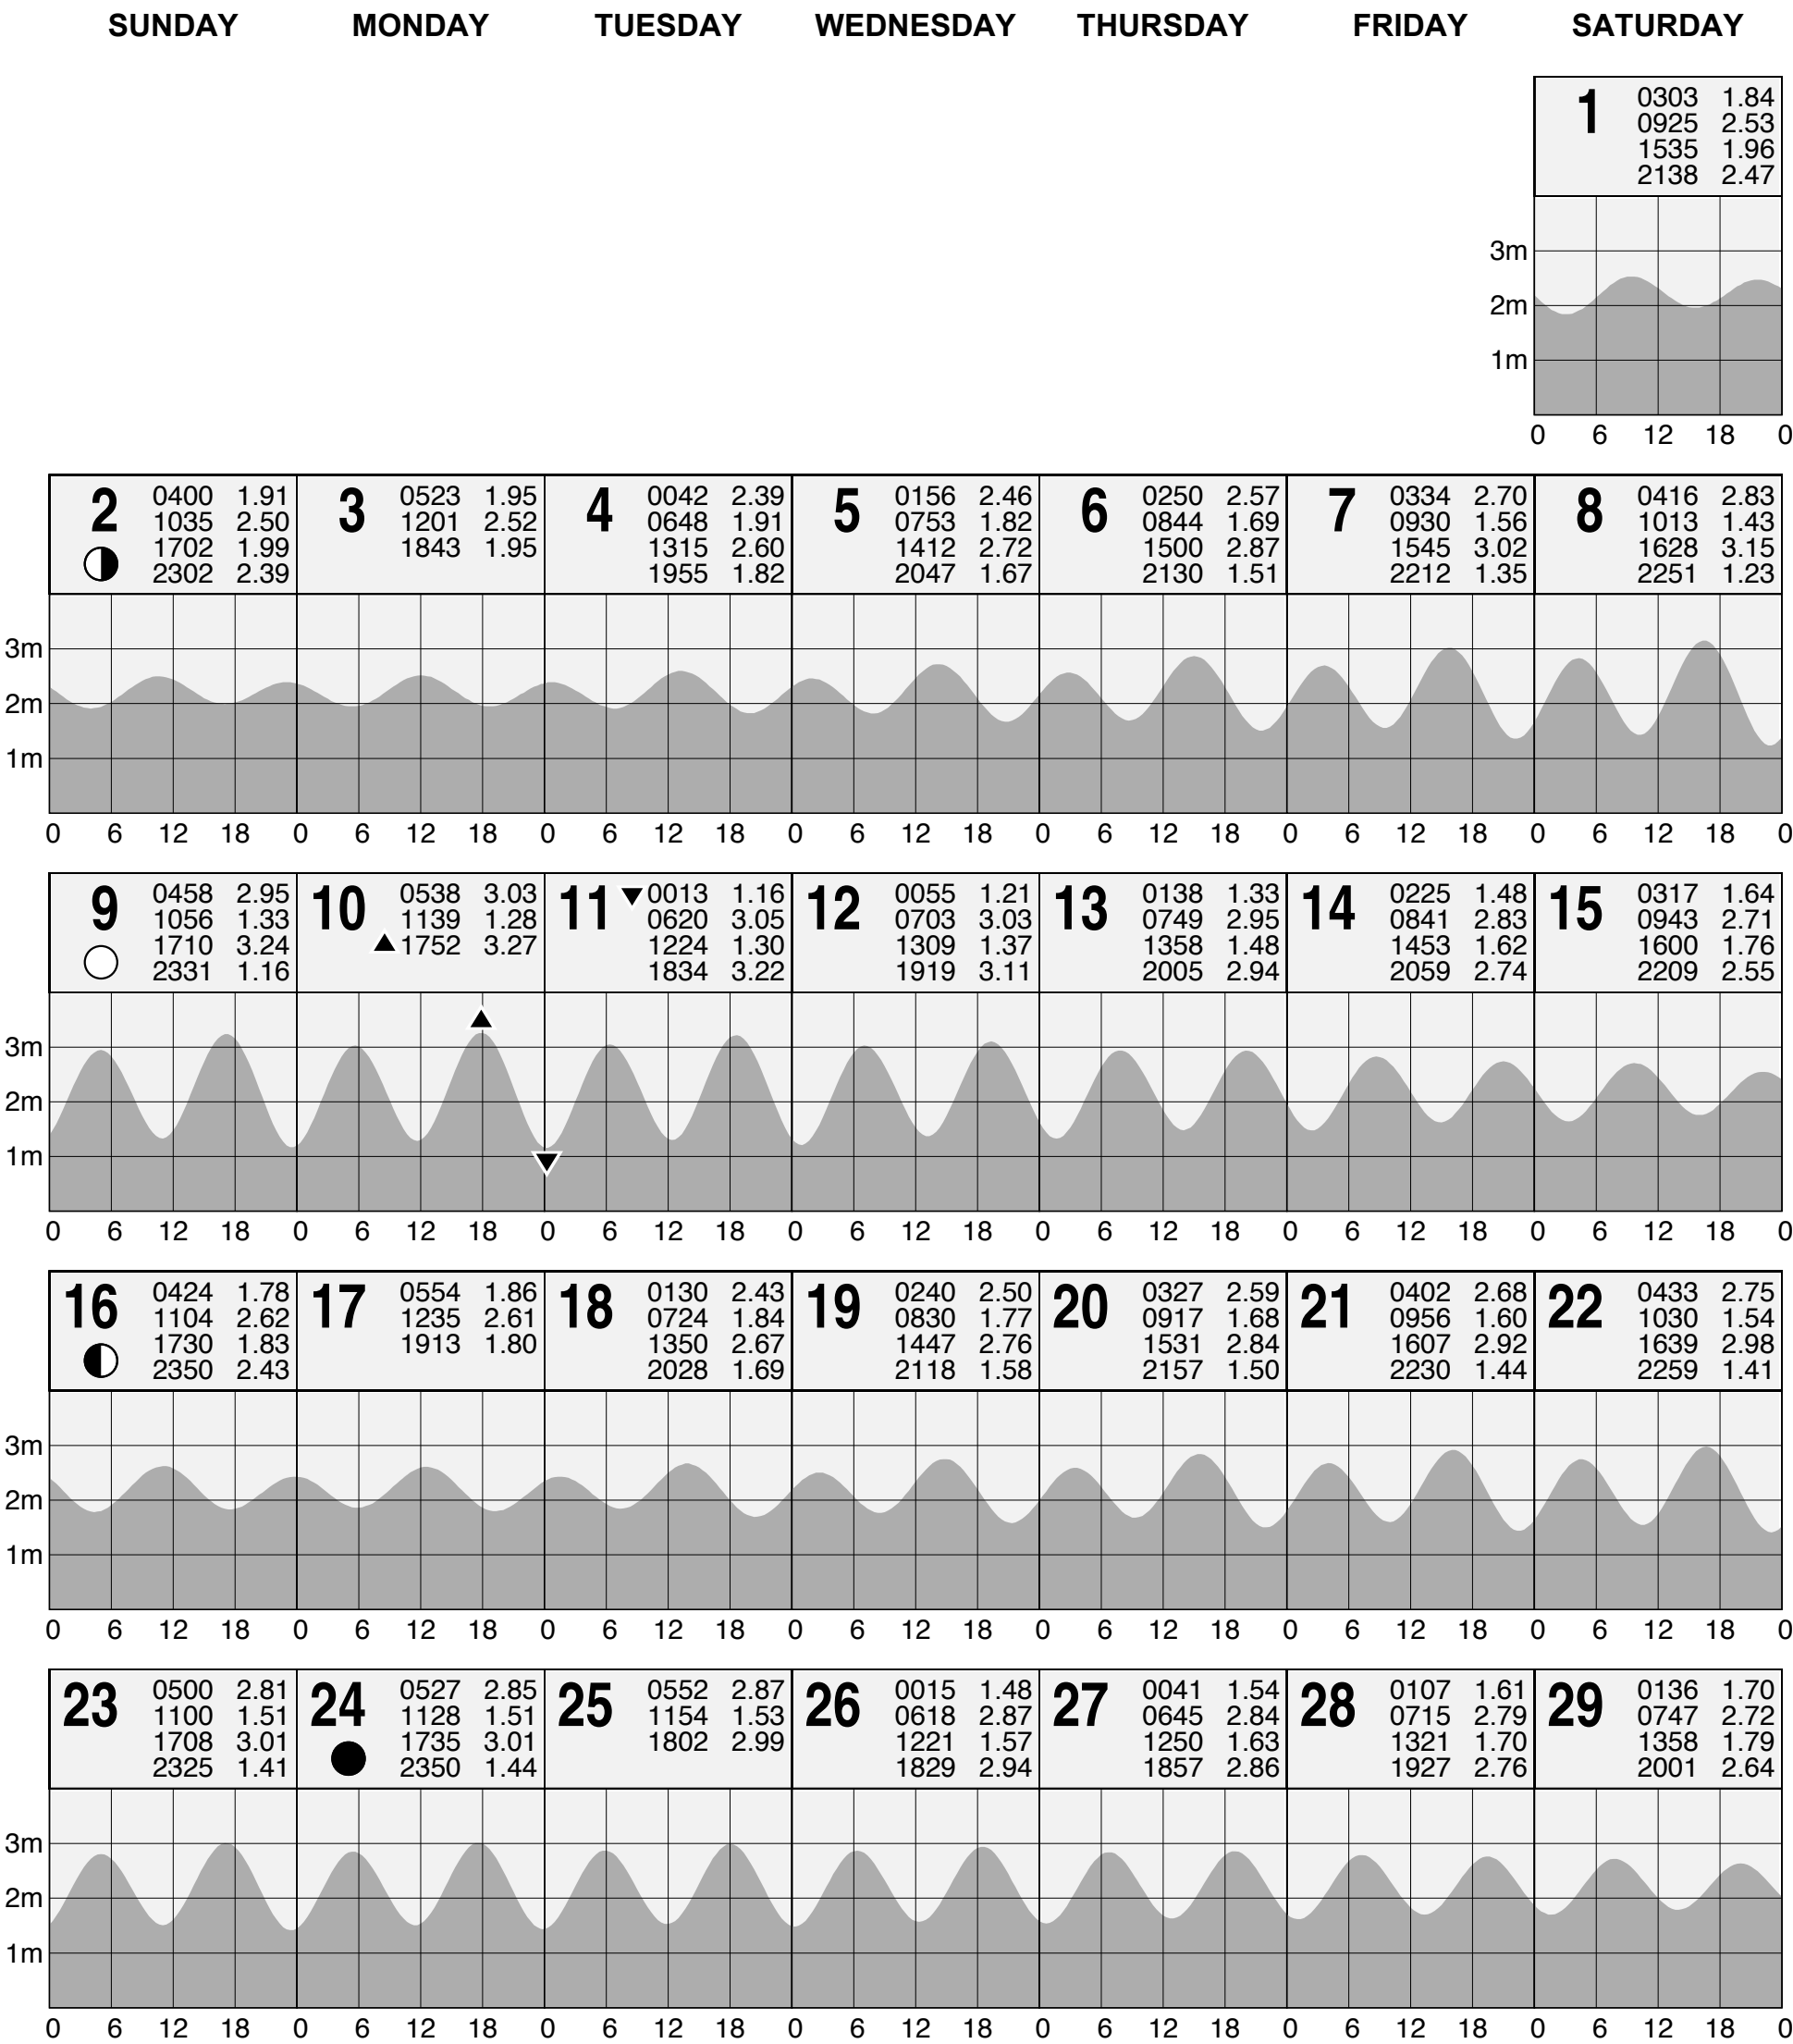 SUNDAY MONDAY TUESDAY WEDNESDAY THURSDAY FRIDAY SATURDAY
1 0303 1.84
0925 2.53
1535 1.96
2138 2.47
3m
2m
1m
0 6 12 18 0
2 0400 1.91
1035 2.50
1702 1.99
2302 2.39
3 0523 1.95
1201 2.52
1843 1.95
4 0042 2.39
0648 1.91
1315 2.60
1955 1.82
5 0156 2.46
0753 1.82
1412 2.72
2047 1.67
6 0250 2.57
0844 1.69
1500 2.87
2130 1.51
7 0334 2.70
0930 1.56
1545 3.02
2212 1.35
8 0416 2.83
1013 1.43
1628 3.15
2251 1.23
3m
2m
1m
0 6 12 18 0 6 12 18 0 6 12 18 0 6 12 18 0 6 12 18 0 6 12 18 0 6 12 18 0
9 0458 2.95
1056 1.33
1710 3.24
2331 1.16
10 0538 3.03
1139 1.28
1752 3.27
11 0013 1.16
0620 3.05
1224 1.30
1834 3.22
12 0055 1.21
0703 3.03
1309 1.37
1919 3.11
13 0138 1.33
0749 2.95
1358 1.48
2005 2.94
14 0225 1.48
0841 2.83
1453 1.62
2059 2.74
15 0317 1.64
0943 2.71
1600 1.76
2209 2.55
3m
2m
1m
0 6 12 18 0 6 12 18 0 6 12 18 0 6 12 18 0 6 12 18 0 6 12 18 0 6 12 18 0
16 0424 1.78
1104 2.62
1730 1.83
2350 2.43
17 0554 1.86
1235 2.61
1913 1.80
18 0130 2.43
0724 1.84
1350 2.67
2028 1.69
19 0240 2.50
0830 1.77
1447 2.76
2118 1.58
20 0327 2.59
0917 1.68
1531 2.84
2157 1.50
21 0402 2.68
0956 1.60
1607 2.92
2230 1.44
22 0433 2.75
1030 1.54
1639 2.98
2259 1.41
3m
2m
1m
0 6 12 18 0 6 12 18 0 6 12 18 0 6 12 18 0 6 12 18 0 6 12 18 0 6 12 18 0
23 0500 2.81
1100 1.51
1708 3.01
2325 1.41
24 0527 2.85
1128 1.51
1735 3.01
2350 1.44
25 0552 2.87
1154 1.53
1802 2.99
26 0015 1.48
0618 2.87
1221 1.57
1829 2.94
27 0041 1.54
0645 2.84
1250 1.63
1857 2.86
28 0107 1.61
0715 2.79
1321 1.70
1927 2.76
29 0136 1.70
0747 2.72
1358 1.79
2001 2.64
3m
2m
1m
0 6 12 18 0 6 12 18 0 6 12 18 0 6 12 18 0 6 12 18 0 6 12 18 0 6 12 18 0